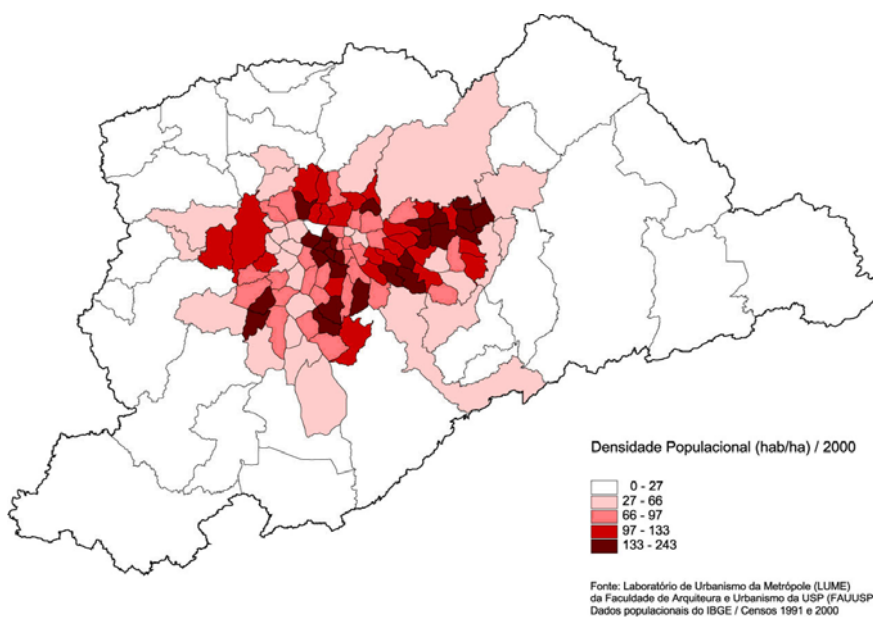 Densidade Populacional (hab/ha) / 2000
0 - 27
27 - 66
66 - 97
97 - 133
133 - 243
Fonte: Laboratório de Urbanismo da Metrópole (LUME)
da Faculdade de Arquiteura e Urbanismo da USP (FAUUSP
Dados populacionais do IBGE / Censos 1991 e 2000